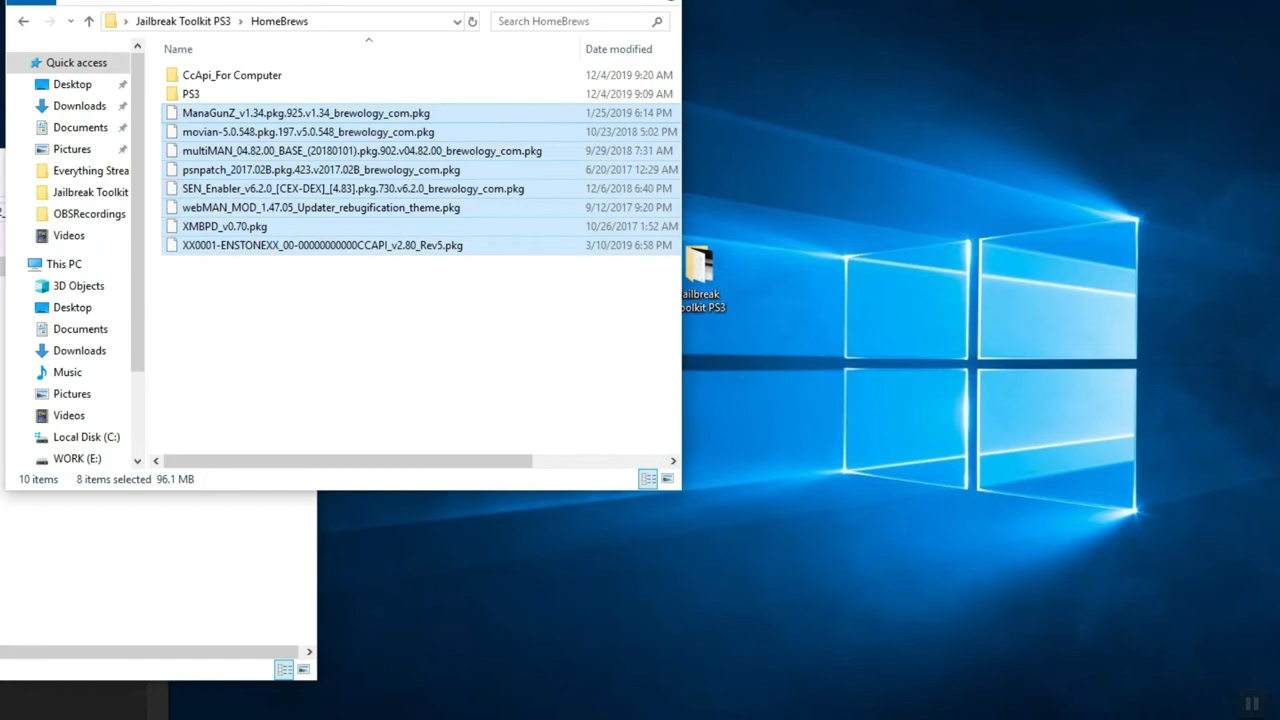 Jailbreak Toolkit PS3 > HomeBrews
Search HomeBrews
Name
Date modified
Quick access
Desktop
Downloads
Documents
Pictures
Everything Strea
Jailbreak Toolkit
OBSRecordings
Videos
This PC
3D Objects
Desktop
Documents
Downloads
Music
Pictures
Videos
Local Disk (C:)
WORK (E:)
CcApi_For Computer 12/4/2019 9:20 AM
PS3 12/4/2019 9:09 AM
ManaGunZ_v1.34.pkg.925.v1.34_brewology_com.pkg 1/25/2019 6:14 PM
movian-5.0.548.pkg.197.v5.0.548_brewology_com.pkg 10/23/2018 5:02 PM
multiMAN_04.82.00_BASE_(20180101).pkg.902.v04.82.00_brewology_com.pkg 9/29/2018 7:31 AM
psnpatch_2017.02B.pkg.423.v2017.02B_brewology_com.pkg 6/20/2017 12:29 AM
SEN_Enabler_v6.2.0_[CEX-DEX]_[4.83].pkg.730.v6.2.0_brewology_com.pkg 12/6/2018 6:40 PM
webMAN_MOD_1.47.05_Updater_rebugification_theme.pkg 9/12/2017 9:20 PM
XMBPD_v0.70.pkg 10/26/2017 1:52 AM
XX0001-ENSTONEXX_00-00000000000CCAPI_v2.80_Rev5.pkg 3/10/2019 6:58 PM
10 items 8 items selected 96.1 MB
ailbreak
oolkit PS3